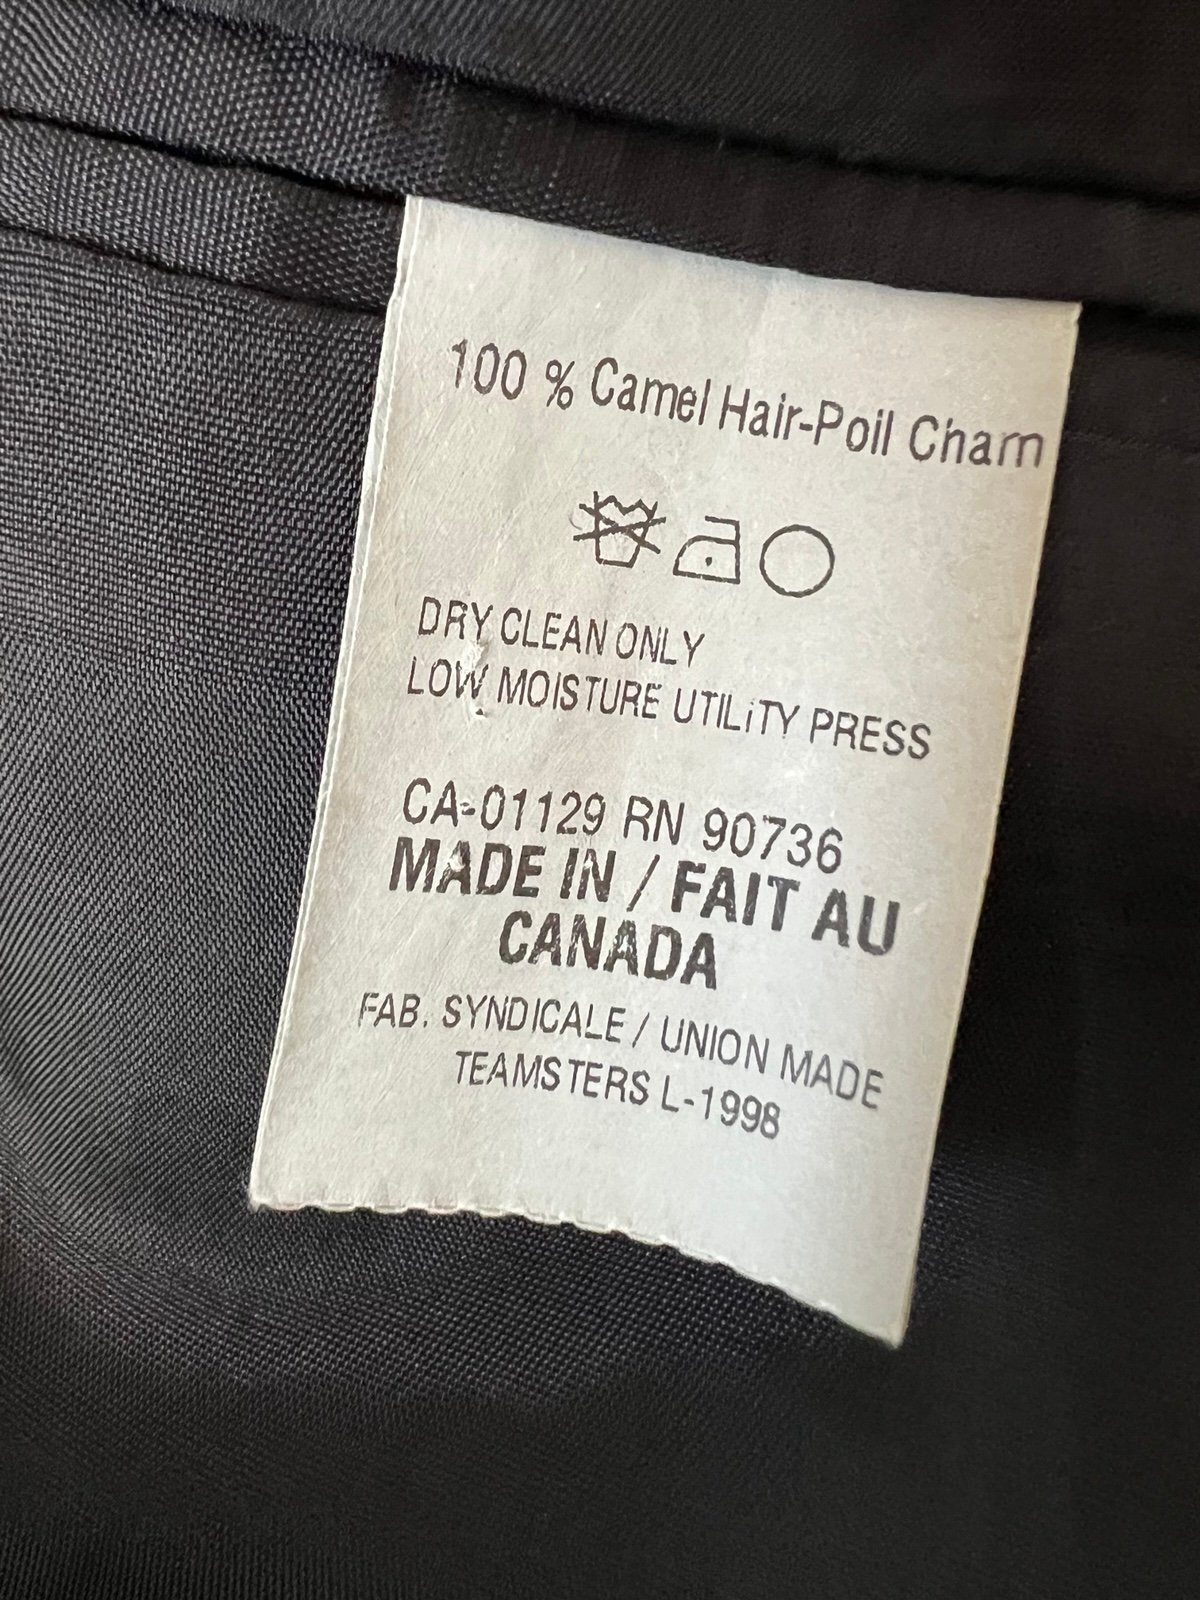 100 % Camel Hair-Poil Cham
DRY CLEAN ONLY
LOW MOISTURE UTILiTY PRESS
CA-01129 RN 90736
MADE IN / FAIT AU
CANADA
FAB. SYNDICALE / UNION MADE
TEAMSTERS L-1998